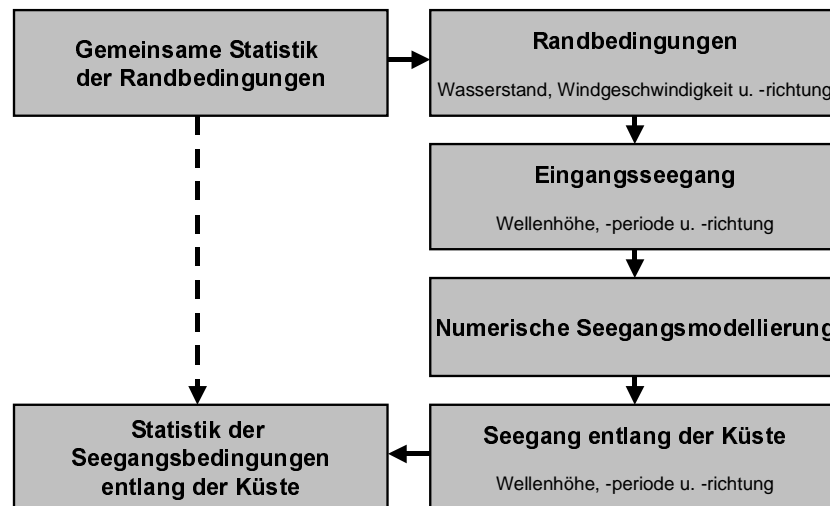 Gemeinsame Statistik
der Randbedingungen
Randbedingungen
Wasserstand, Windgeschwindigkeit u. -richtung
Eingangsseegang
Wellenhöhe, -periode u. -richtung
Numerische Seegangsmodellierung
Seegang entlang der Küste
Wellenhöhe, -periode u. -richtung
Statistik der
Seegangsbedingungen
entlang der Küste